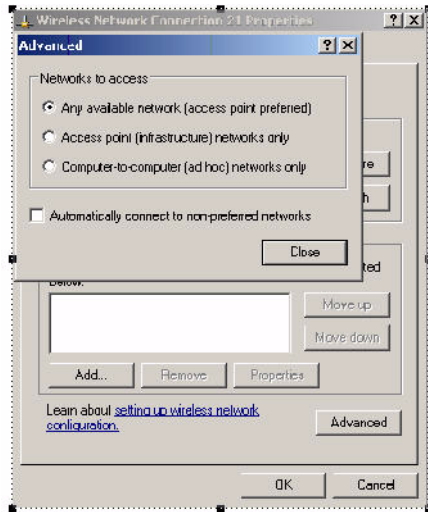 Wireless Network Connection 21 Properties
Advanced
Networks to access
Any available network (access point preferred)
Access point (infrastructure) networks only
Computer-to-computer (ad hoc) networks only
Automatically connect to non-preferred networks
Close
re
h
ted
below:
Move up
Move down
Add...
Remove
Properties
Learn about setting up wireless network
configuration.
Advanced
OK
Cancel